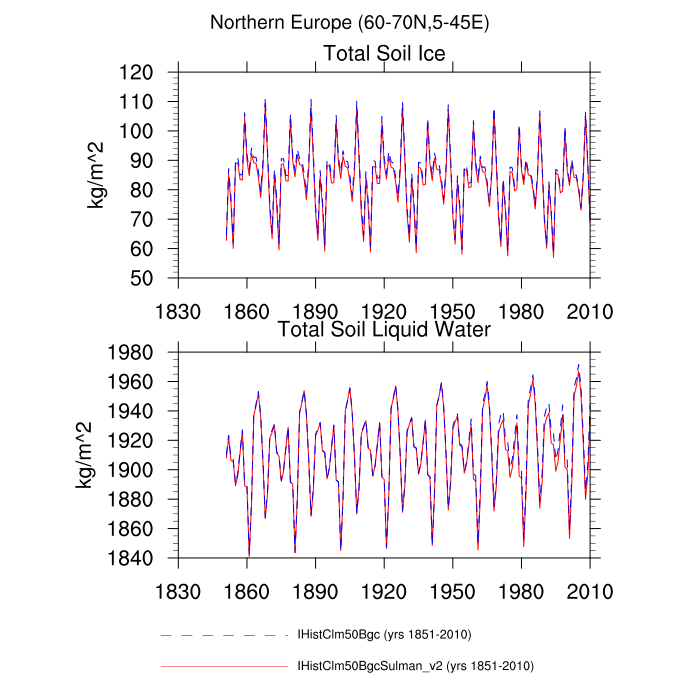 Northern Europe (60-70N,5-45E)
Total Soil Ice
120
110
100
90
80
70
60
50
kg/m^2
1830 1860 1890 1920 1950 1980 2010
Total Soil Liquid Water
1980
1960
1940
1920
1900
1880
1860
1840
kg/m^2
1830 1860 1890 1920 1950 1980 2010
IHistClm50Bgc (yrs 1851-2010)
IHistClm50BgcSulman_v2 (yrs 1851-2010)